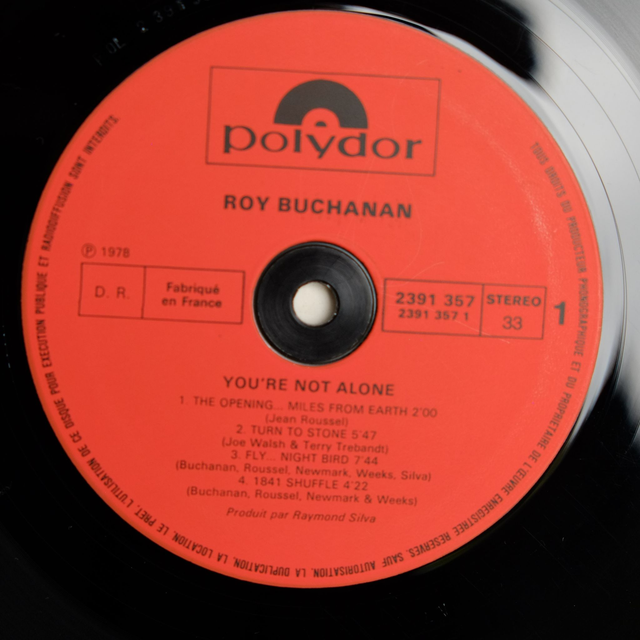 polydor
ROY BUCHANAN
℗ 1978
D. R.
Fabriqué
en France
2391 357
2391 357 1
STEREO
33
1
YOU'RE NOT ALONE
1. THE OPENING... MILES FROM EARTH 2'00
(Jean Roussel)
2. TURN TO STONE 5'47
(Joe Walsh & Terry Trebandt)
3. FLY... NIGHT BIRD 7'44
(Buchanan, Roussel, Newmark, Weeks, Silva)
4. 1841 SHUFFLE 4'22
(Buchanan, Roussel, Newmark & Weeks)
Produit par Raymond Silva
TOUS DROITS DU PRODUCTEUR PHONOGRAPHIQUE ET DU PROPRIETAIRE DE L'ŒUVRE ENREGISTREE RESERVES. SAUF AUTORISATION, LA DUPLICATION, LA LOCATION, LE PRET, L'UTILISATION DE CE DISQUE POUR EXECUTION PUBLIQUE ET RADIODIFFUSION SONT INTERDITS.